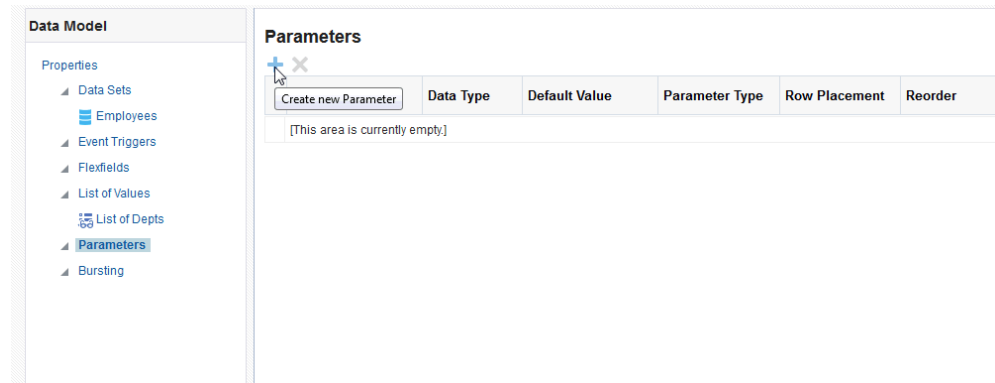 Data Model
Properties
Data Sets
Employees
Event Triggers
Flexfields
List of Values
List of Depts
Parameters
Bursting
Parameters
Create new Parameter
Data Type Default Value Parameter Type Row Placement Reorder
[This area is currently empty.]